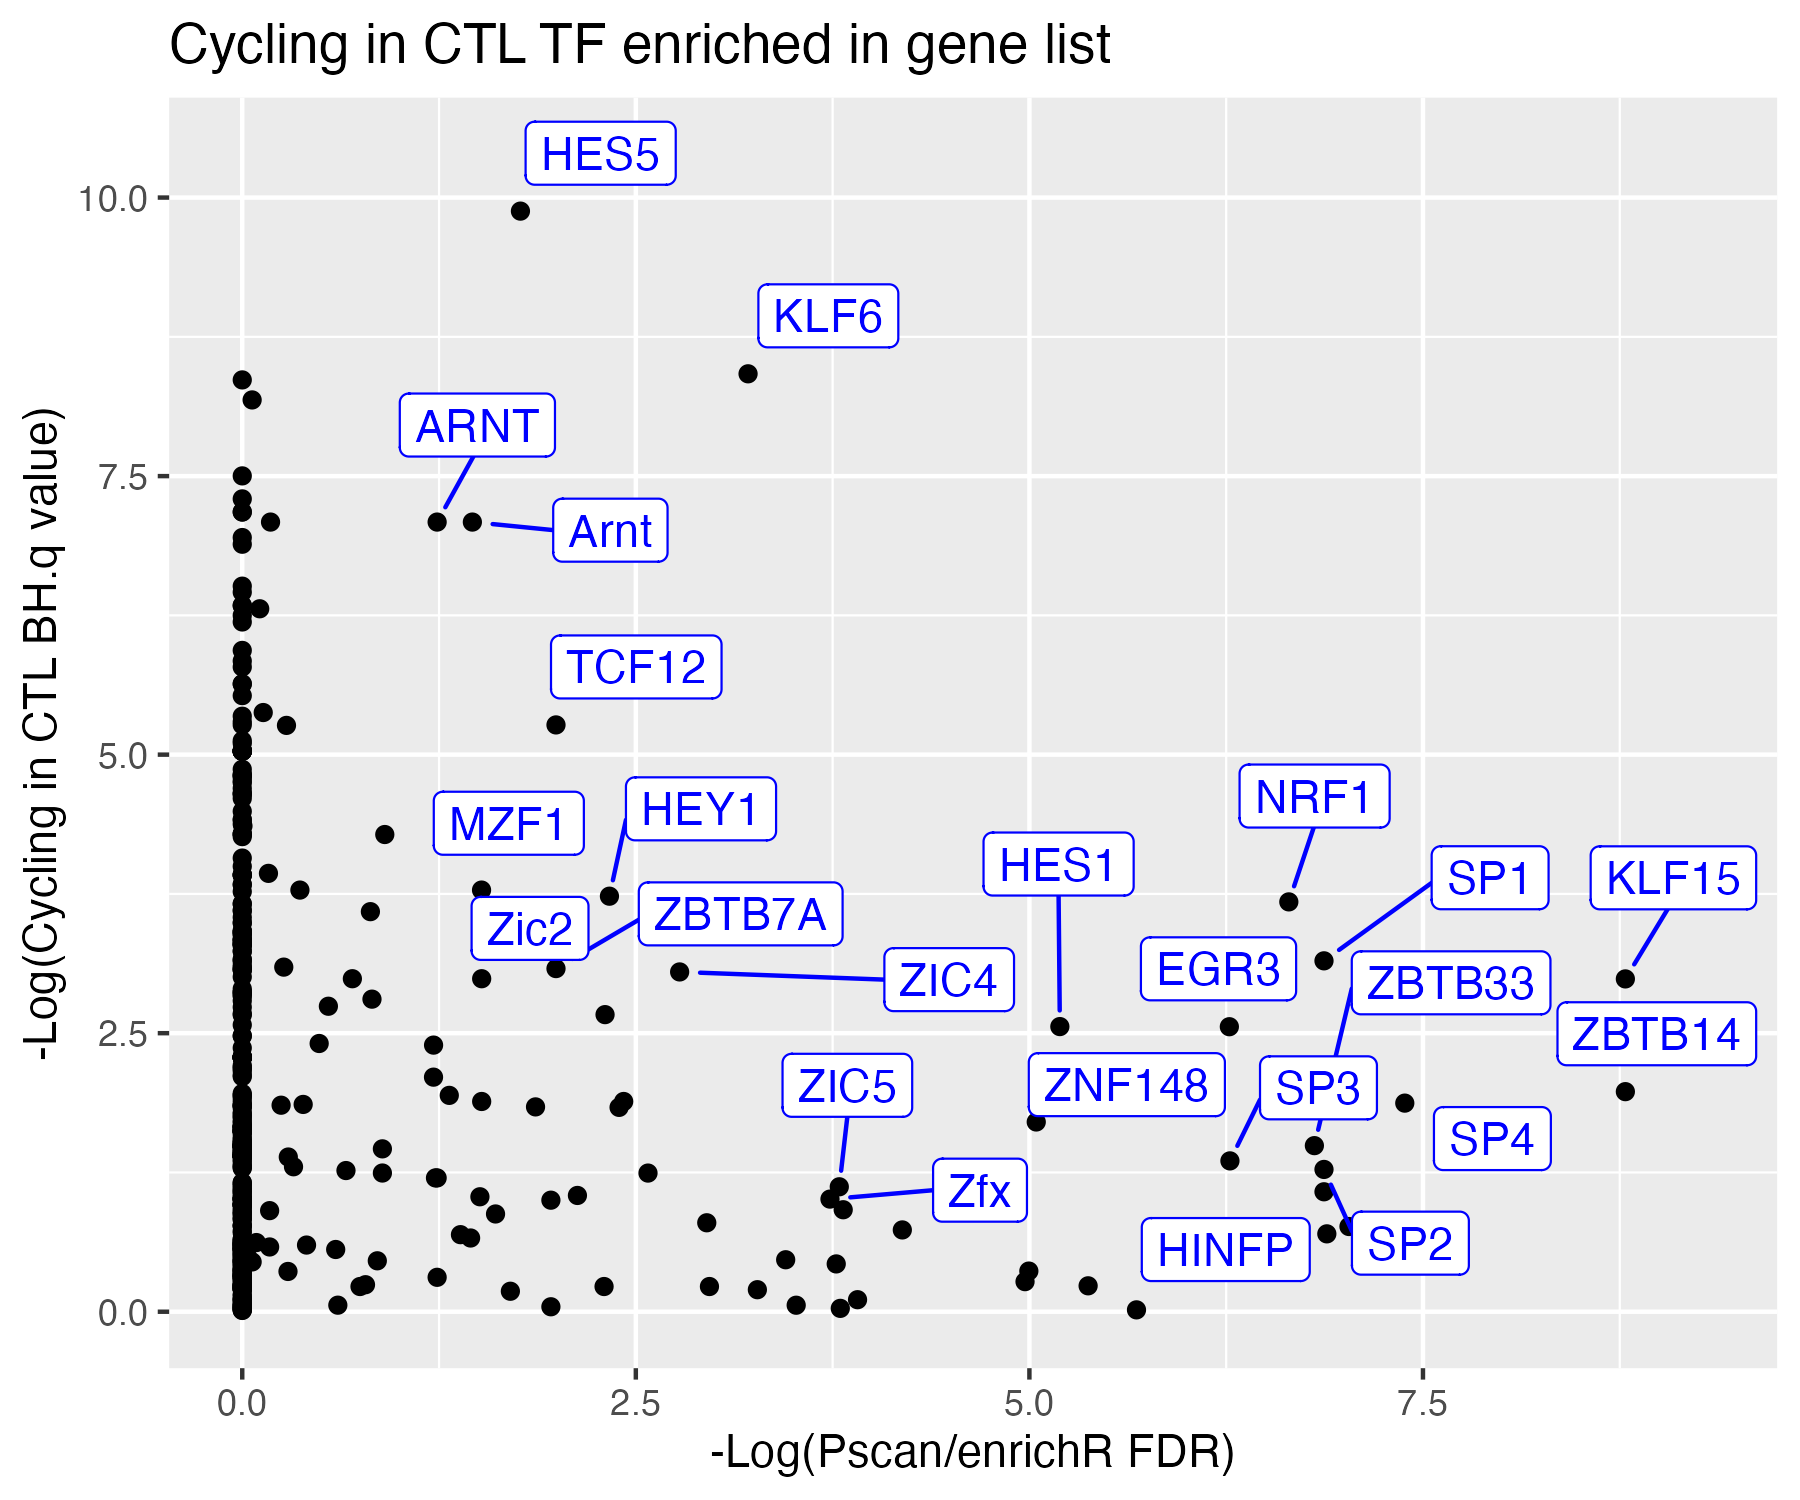 Cycling in CTL TF enriched in gene list
-Log(Cycling in CTL BH.q value)
10.0
7.5
5.0
2.5
0.0
HES5
KLF6
ARNT
Arnt
TCF12
HEY1
MZF1
NRF1
HES1
SP1
KLF15
ZBTB7A
Zic2
EGR3
ZIC4
ZBTB33
ZBTB14
ZIC5
ZNF148
SP3
SP4
Zfx
HINFP
SP2
0.0
2.5
5.0
7.5
-Log(Pscan/enrichR FDR)